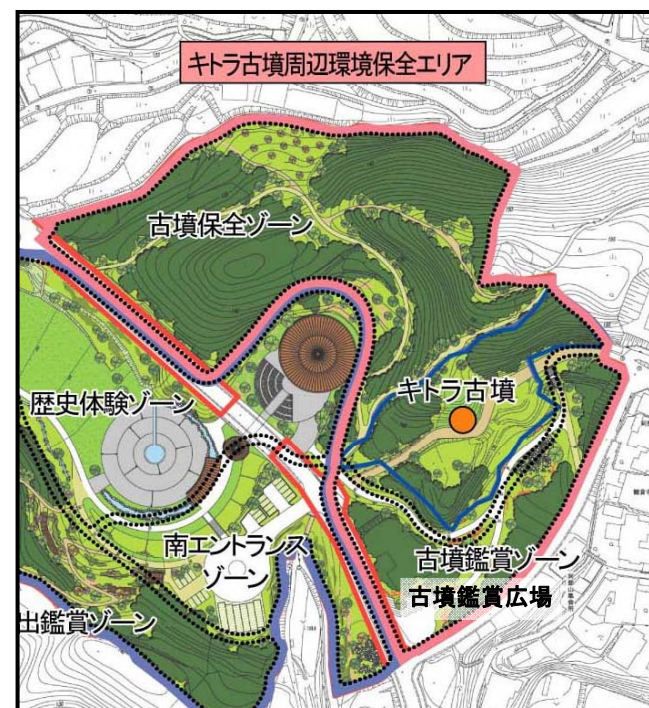 キトラ古墳周辺環境保全エリア
古墳保全ゾーン
キトラ古墳
歴史体験ゾーン
南エントランス
ゾーン
古墳鑑賞ゾーン
古墳鑑賞広場
出鑑賞ゾーン